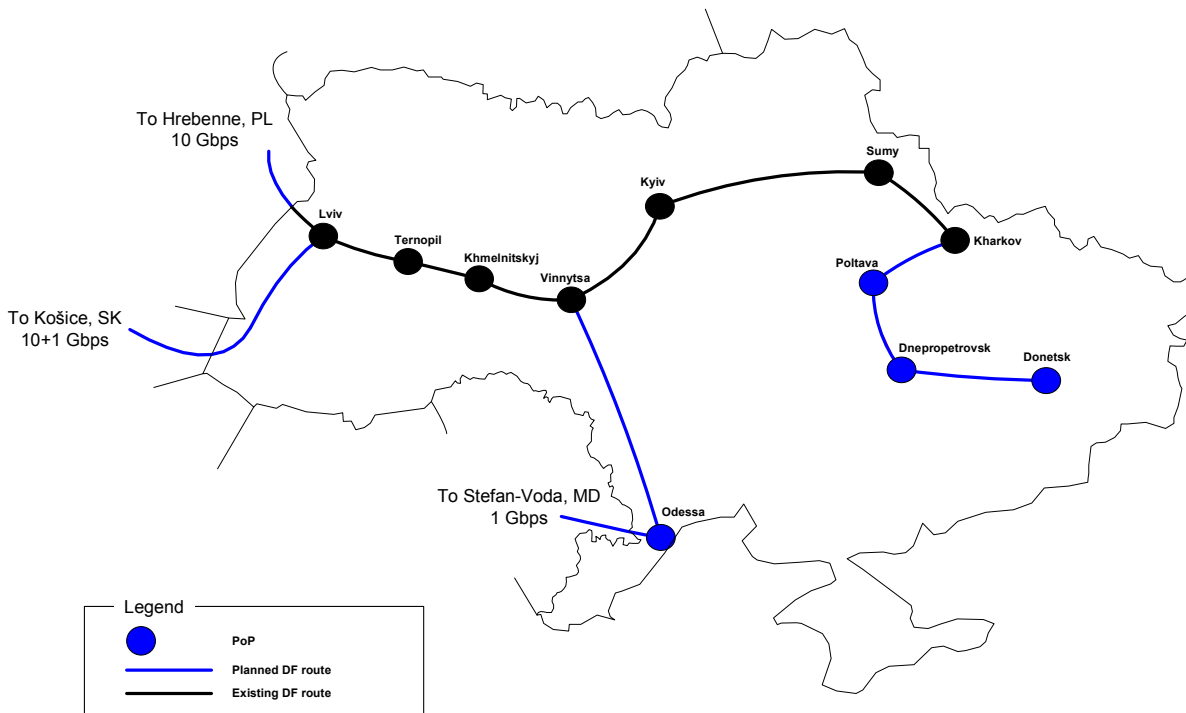 To Hrebenne, PL
10 Gbps
Sumy
Kyiv
Lviv
Ternopil
Kharkov
Khmelnitskyj
Poltava
Vinnytsa
To Košice, SK
10+1 Gbps
Dnepropetrovsk
Donetsk
To Stefan-Voda, MD
1 Gbps
Odessa
Legend
PoP
Planned DF route
Existing DF route